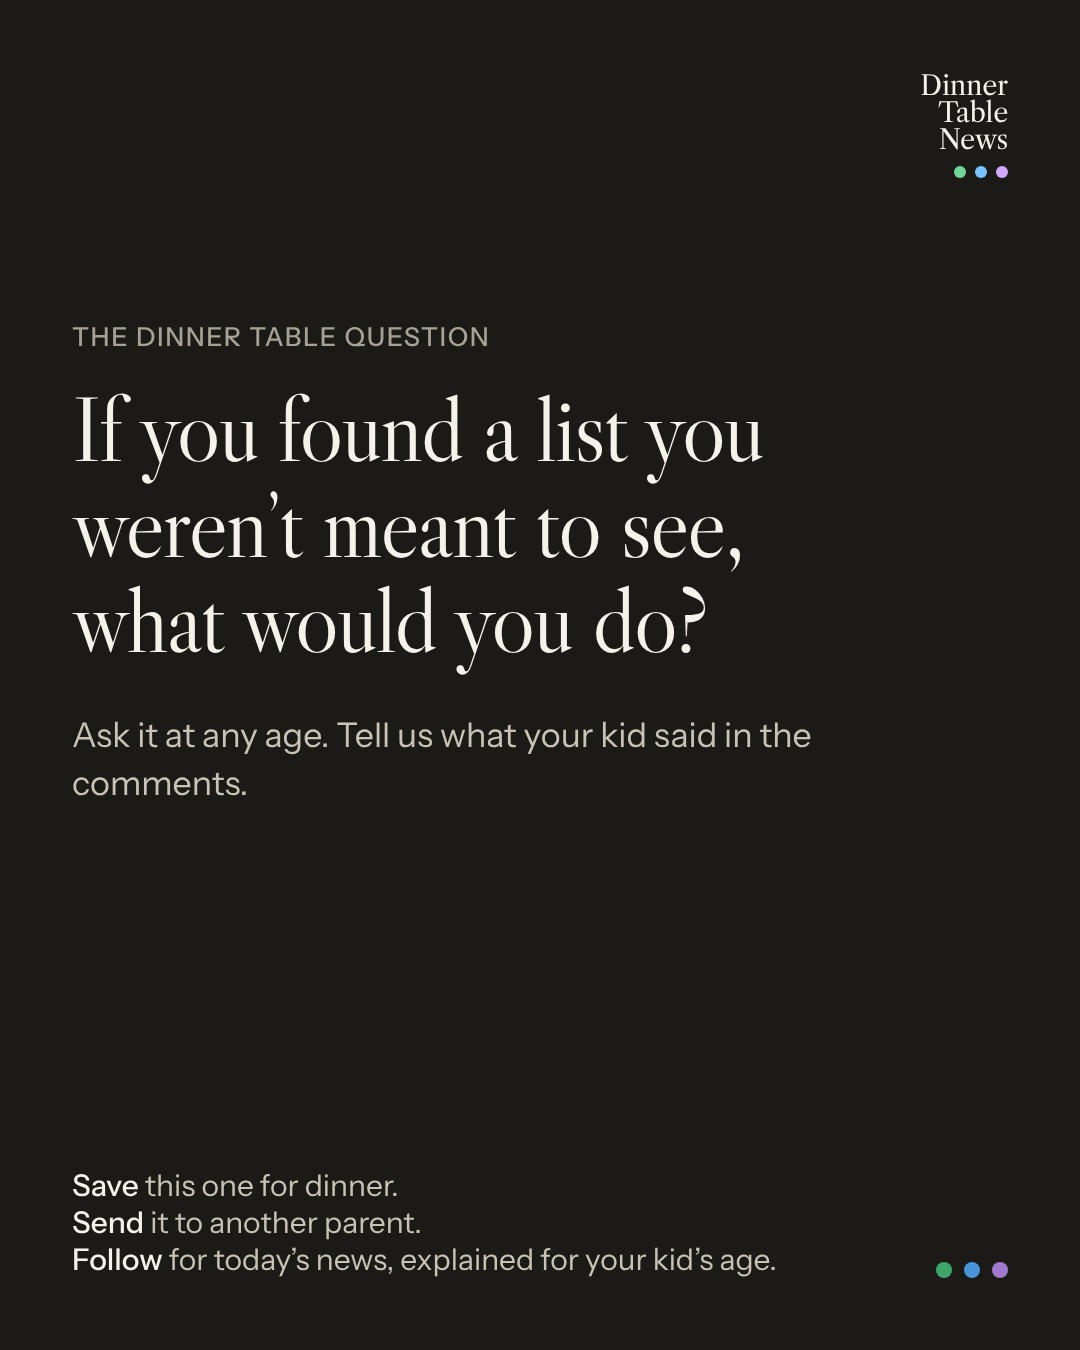 Dinner
Table
News
THE DINNER TABLE QUESTION
If you found a list you
weren’t meant to see,
what would you do?
Ask it at any age. Tell us what your kid said in the
comments.
Save this one for dinner.
Send it to another parent.
Follow for today’s news, explained for your kid’s age.